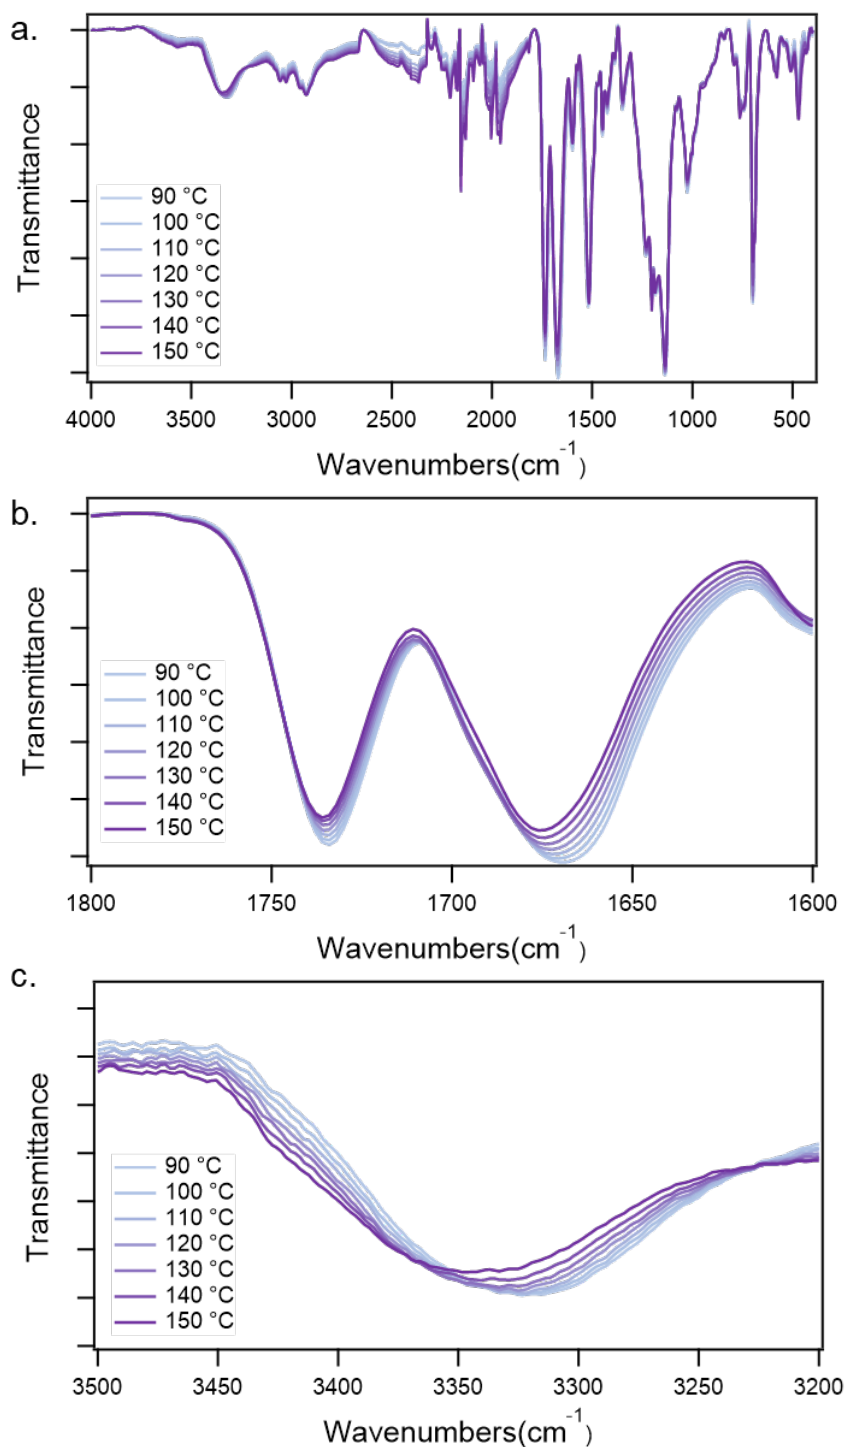 a.
Transmittance
90 °C
100 °C
110 °C
120 °C
130 °C
140 °C
150 °C
4000 3500 3000 2500 2000 1500 1000 500
Wavenumbers(cm⁻¹)
b.
Transmittance
90 °C
100 °C
110 °C
120 °C
130 °C
140 °C
150 °C
1800 1750 1700 1650 1600
Wavenumbers(cm⁻¹)
c.
Transmittance
90 °C
100 °C
110 °C
120 °C
130 °C
140 °C
150 °C
3500 3450 3400 3350 3300 3250 3200
Wavenumbers(cm⁻¹)